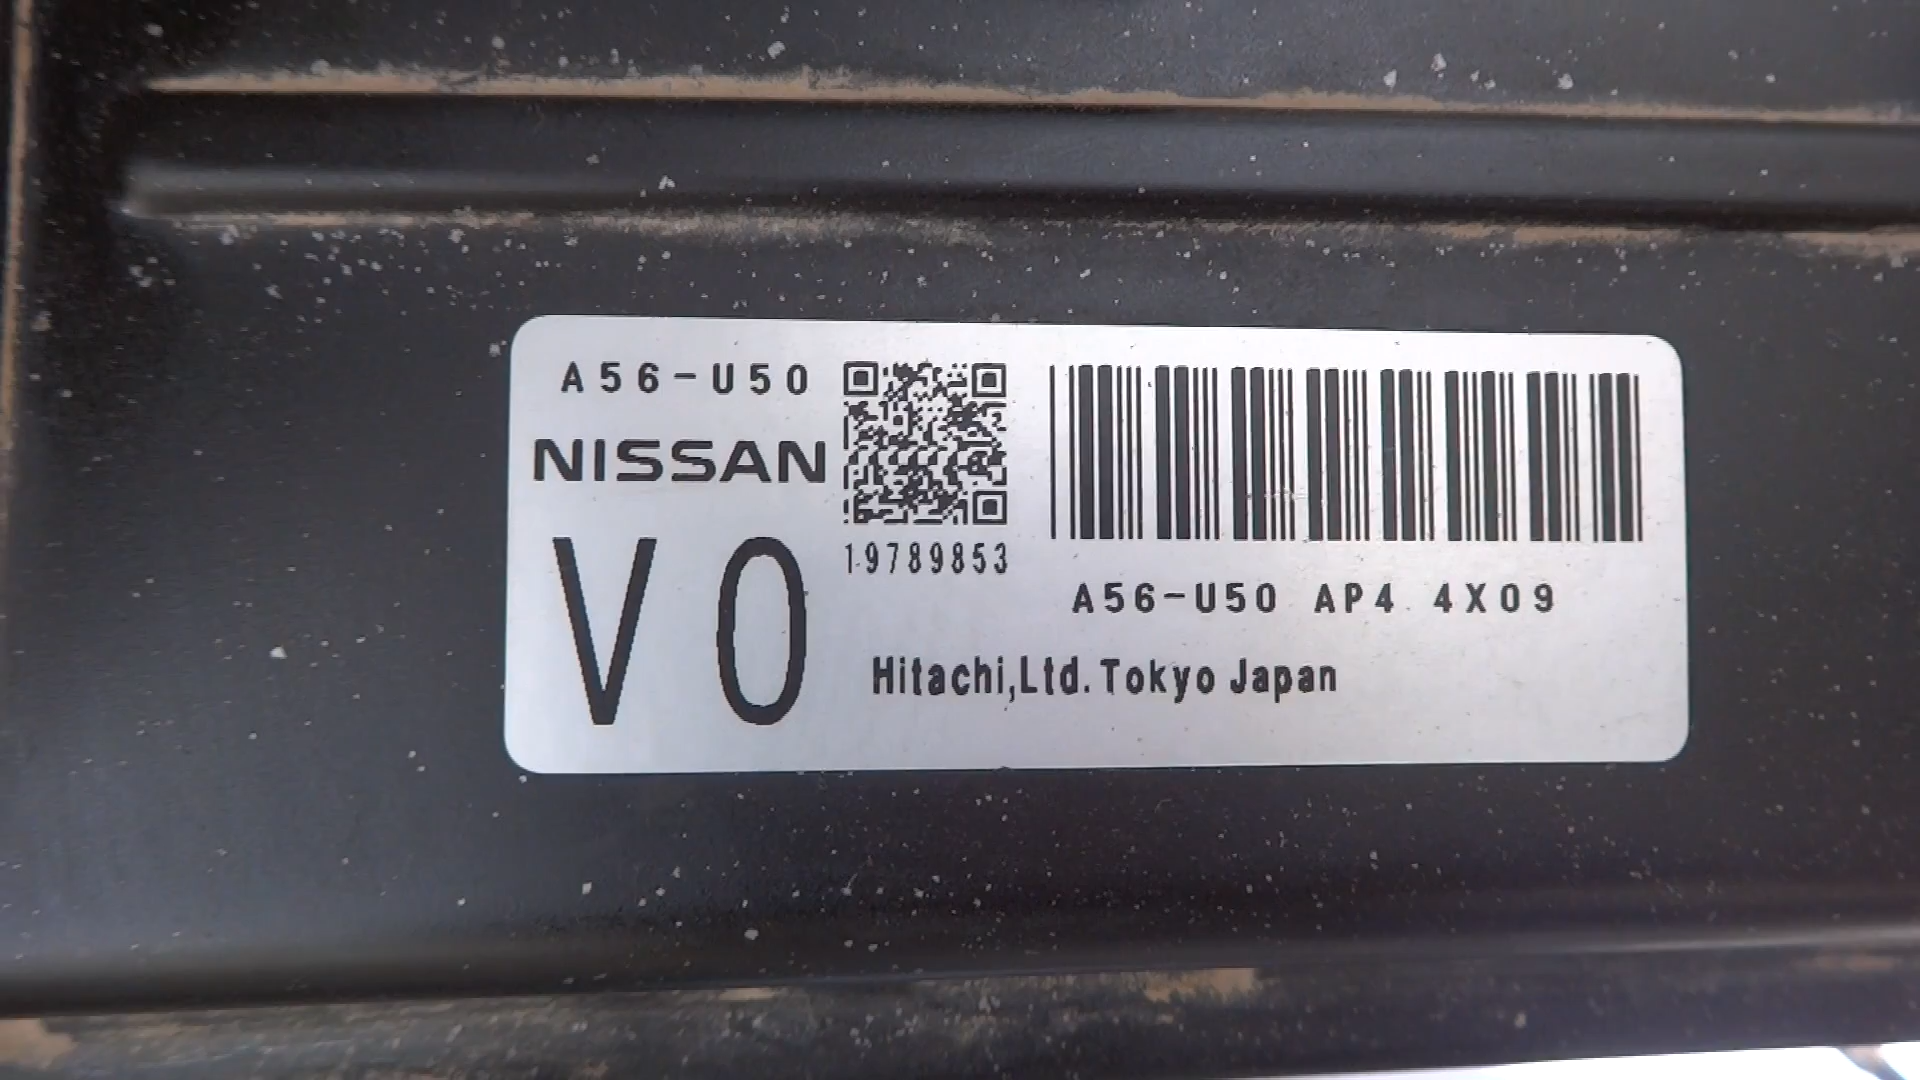 A56-U50
NISSAN
V0
19789853
A56-U50 AP4 4X09
Hitachi,Ltd.Tokyo Japan